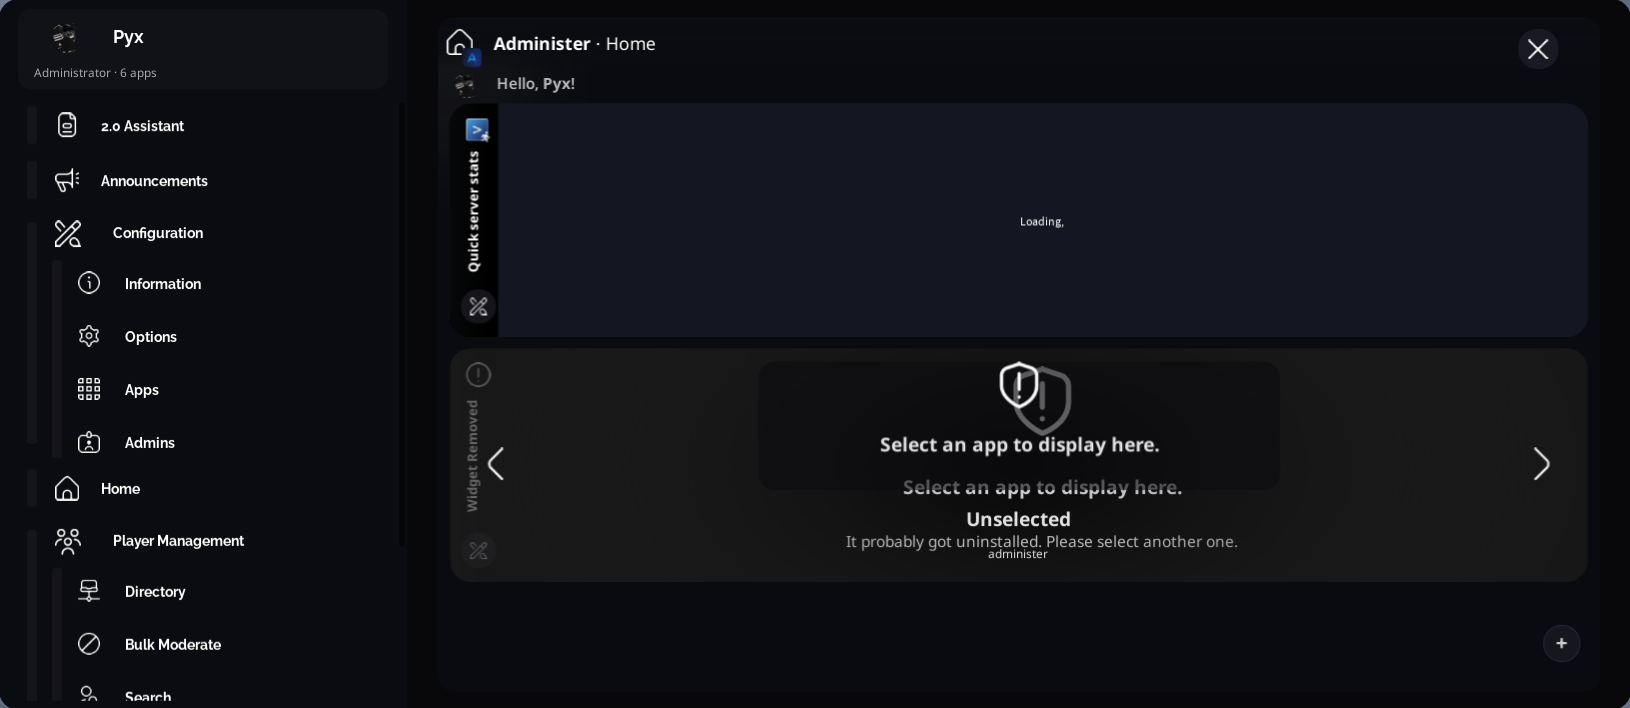 Pyx
Administrator · 6 apps
2.0 Assistant
Announcements
Configuration
Information
Options
Apps
Admins
Home
Player Management
Directory
Bulk Moderate
Search
Administer · Home
A
Hello, Pyx!
Quick server stats
Loading,
Widget Removed
Select an app to display here.
Select an app to display here.
Unselected
It probably got uninstalled. Please select another one.
administer
+